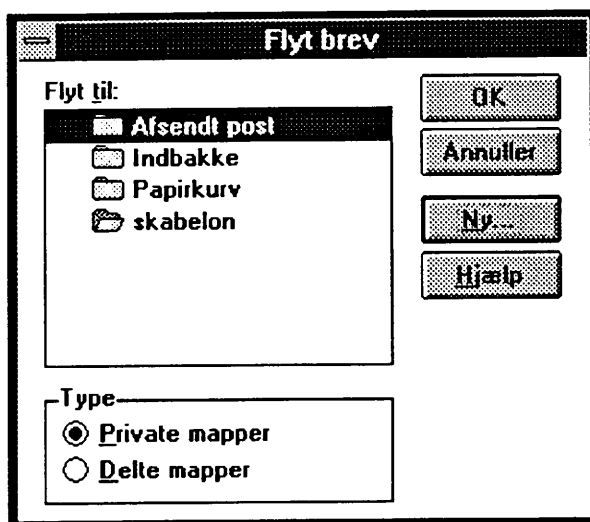 Flyt brev
Flyt til:
Afsendt post
Indbakke
Papirkurv
skabelon
OK
Annuller
Ny...
Hjælp
Type
Private mapper
Delte mapper